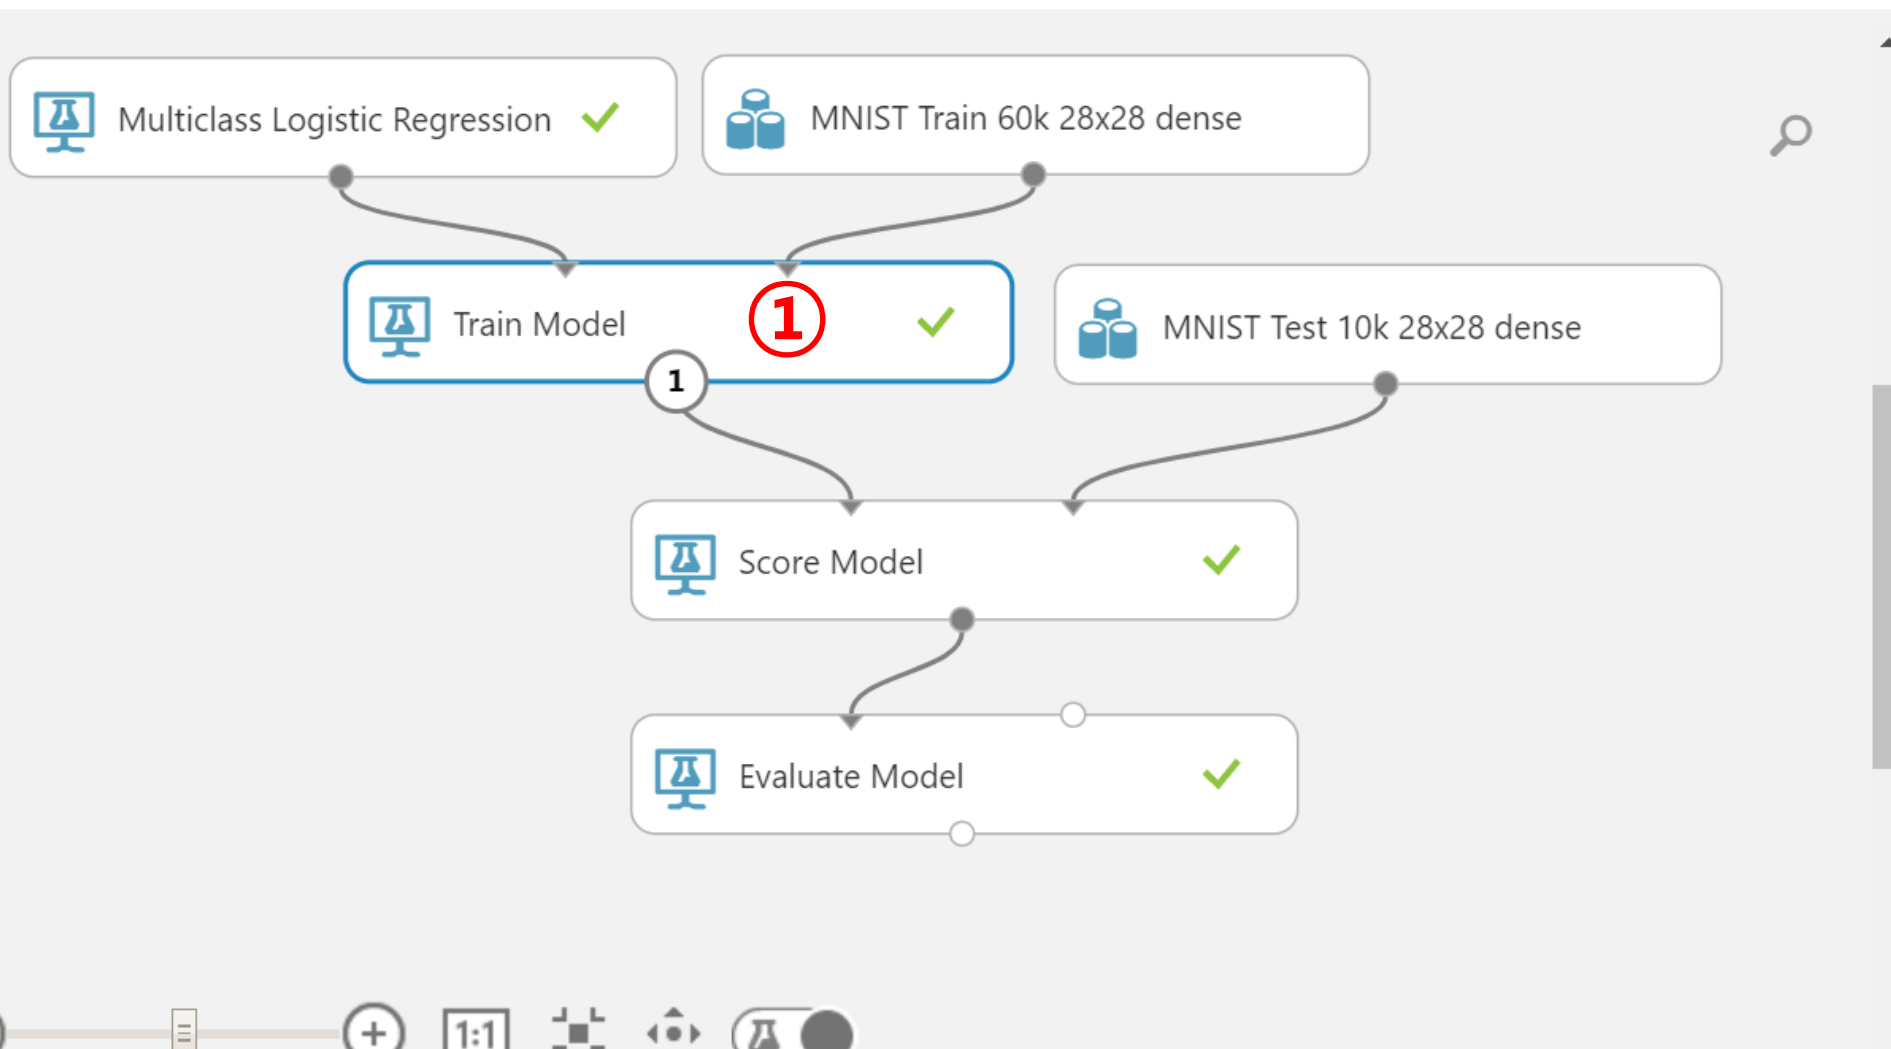 Multiclass Logistic Regression
MNIST Train 60k 28x28 dense
Train Model
①
MNIST Test 10k 28x28 dense
1
Score Model
Evaluate Model
1:1